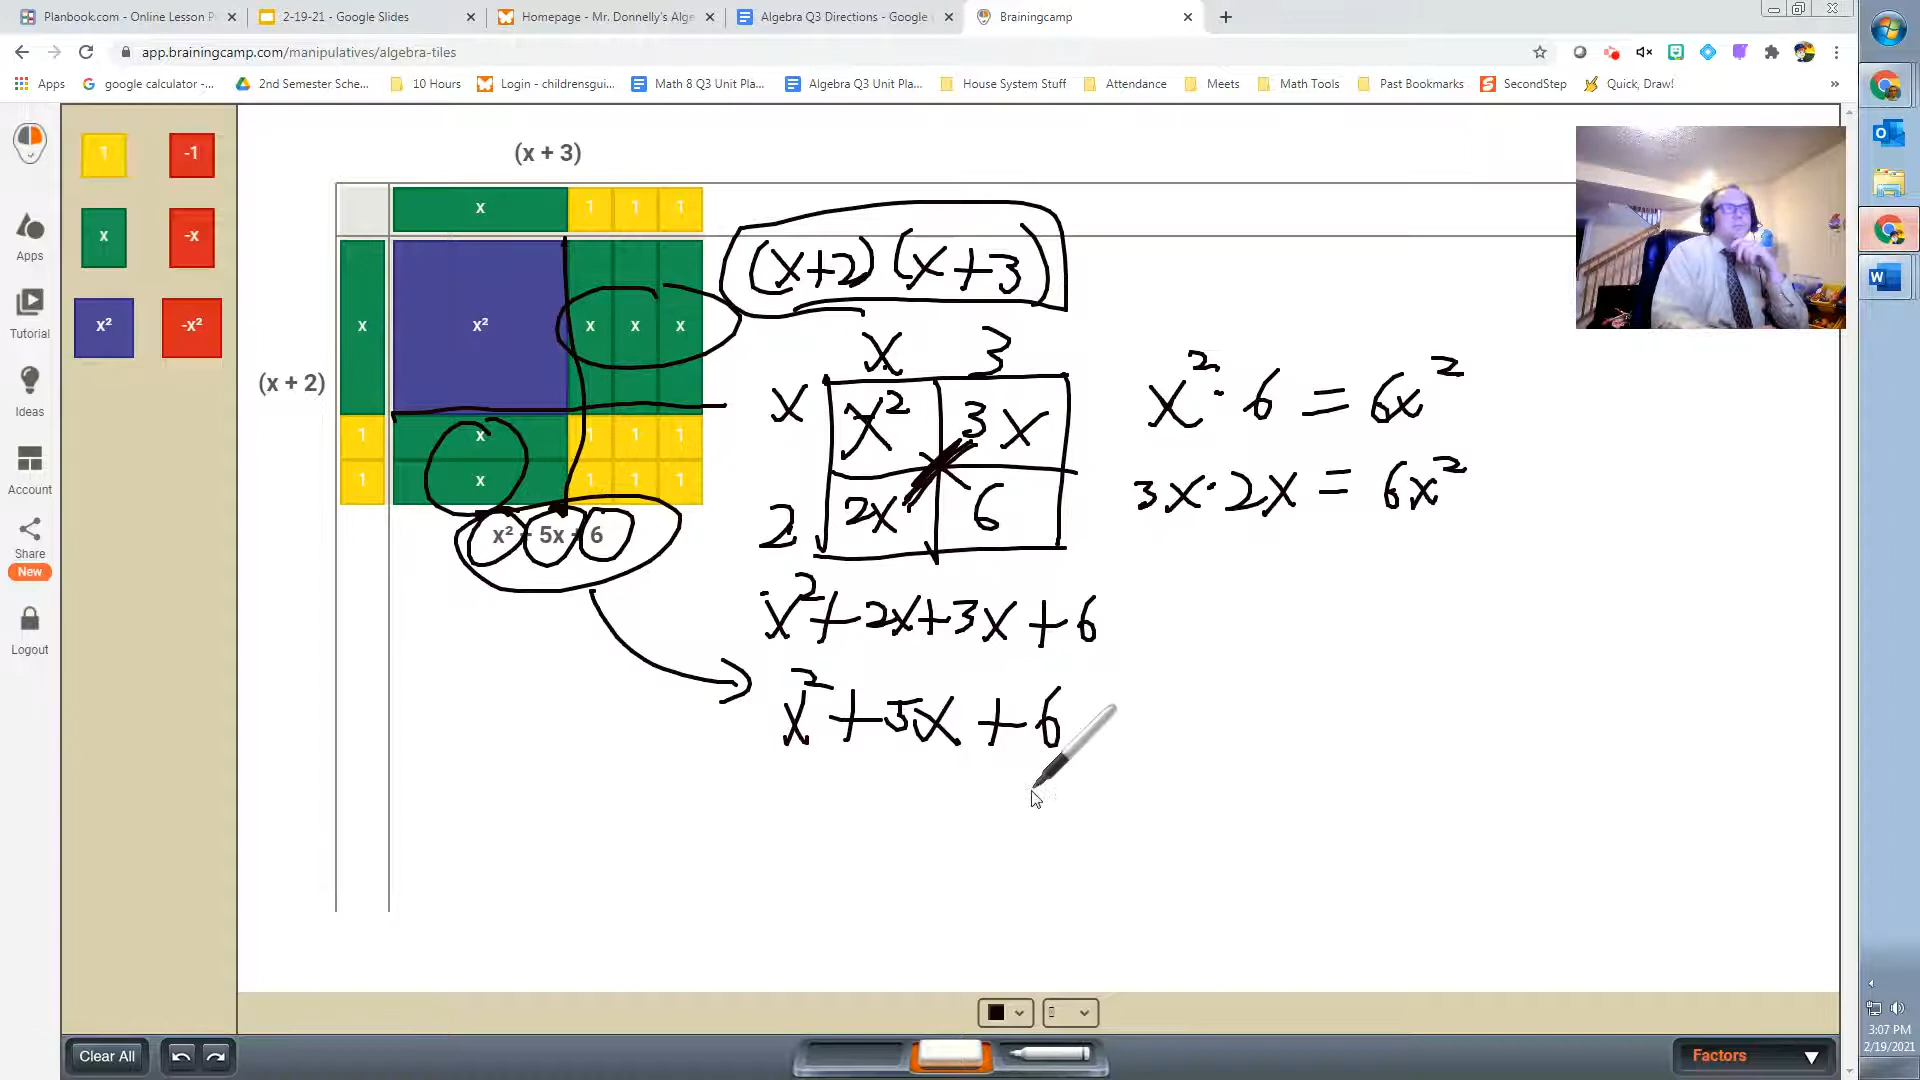 Planbook.com - Online Lesson P
2-19-21 - Google Slides
Homepage - Mr. Donnelly's Alge
Algebra Q3 Directions - Google
Brainingcamp
app.brainingcamp.com/manipulatives/algebra-tiles
Apps
google calculator -...
2nd Semester Sche...
10 Hours
Login - childrensgui...
Math 8 Q3 Unit Pla...
Algebra Q3 Unit Pla...
House System Stuff
Attendance
Meets
Math Tools
Past Bookmarks
SecondStep
Quick, Draw!
»
Apps
Tutorial
Ideas
Account
Share
New
Logout
1 -1
x -x
x² -x²
(x + 3)
x 1 1 1
(x + 2)
x x² x x x
1 x 1 1 1
1 x 1 1 1
x² + 5x + 6
(x+2) (x+3)
x 3
x x² 3x
2 2x 6
x²+2x+3x+6
x²+5x+6
x²·6=6x²
3x·2x=6x²
Clear All
Factors
3:07 PM
2/19/2021